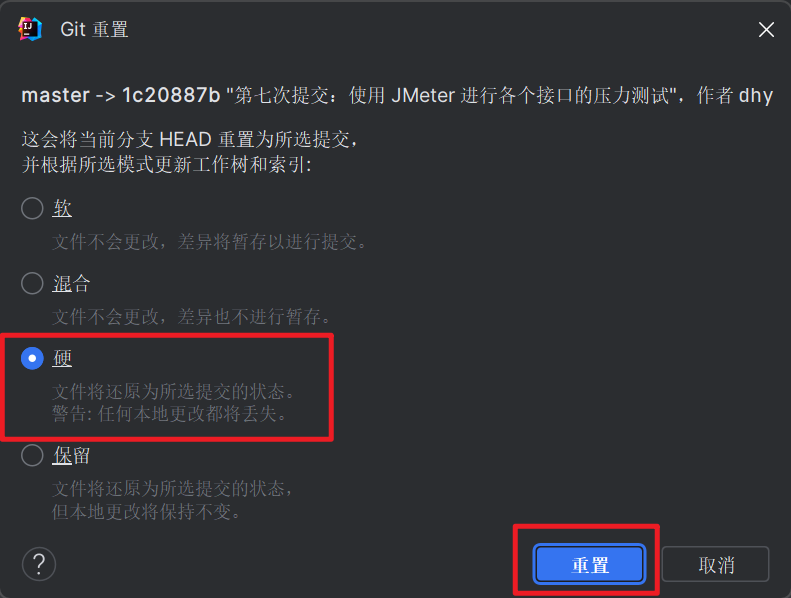 Git 重置
master -> 1c20887b "第七次提交：使用 JMeter 进行各个接口的压力测试"，作者 dhy
这会将当前分支 HEAD 重置为所选提交，
并根据所选模式更新工作树和索引:
软
文件不会更改，差异将暂存以进行提交。
混合
文件不会更改，差异也不进行暂存。
硬
文件将还原为所选提交的状态。
警告: 任何本地更改都将丢失。
保留
文件将还原为所选提交的状态，
但本地更改将保持不变。
?
重置
取消